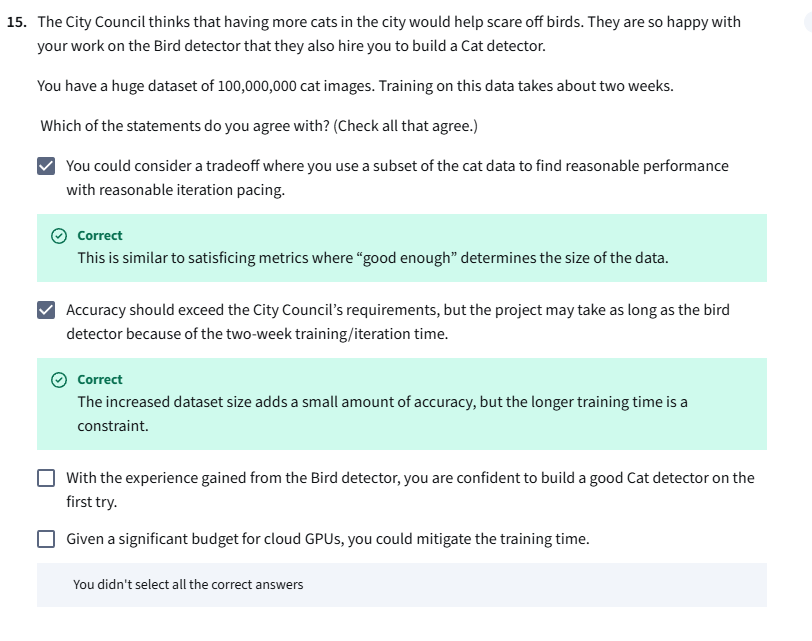 15. The City Council thinks that having more cats in the city would help scare off birds. They are so happy with
your work on the Bird detector that they also hire you to build a Cat detector.
You have a huge dataset of 100,000,000 cat images. Training on this data takes about two weeks.
Which of the statements do you agree with? (Check all that agree.)
You could consider a tradeoff where you use a subset of the cat data to find reasonable performance
with reasonable iteration pacing.
Correct
This is similar to satisficing metrics where “good en” determines the size of the data.
Accuracy should exceed the City Council’s requirements, but the project may take as long as the bird
detector because of the two-week training/iteration time.
Correct
The increased dataset size adds a small amount of accuracy, but the longer training time is a
constraint.
With the experience gained from the Bird detector, you are confident to build a good Cat detector on the
first try.
Given a significant budget for cloud GPUs, you could mitigate the training time.
You didn't select all the correct answers